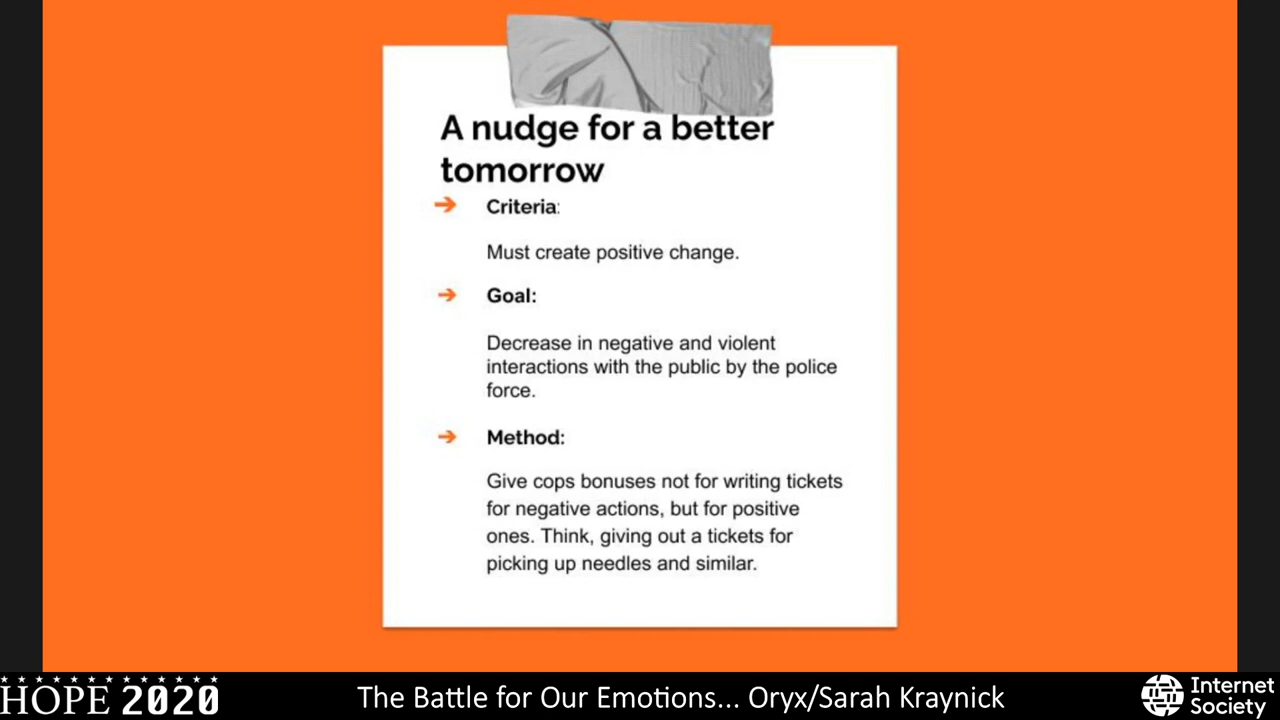 A nudge for a better
tomorrow
➔ Criteria:
Must create positive change.
➔ Goal:
Decrease in negative and violent
interactions with the public by the police
force.
➔ Method:
Give cops bonuses not for writing tickets
for negative actions, but for positive
ones. Think, giving out a tickets for
picking up needles and similar.
HOPE 2020
The Battle for Our Emotions... Oryx/Sarah Kraynick
Internet
Society